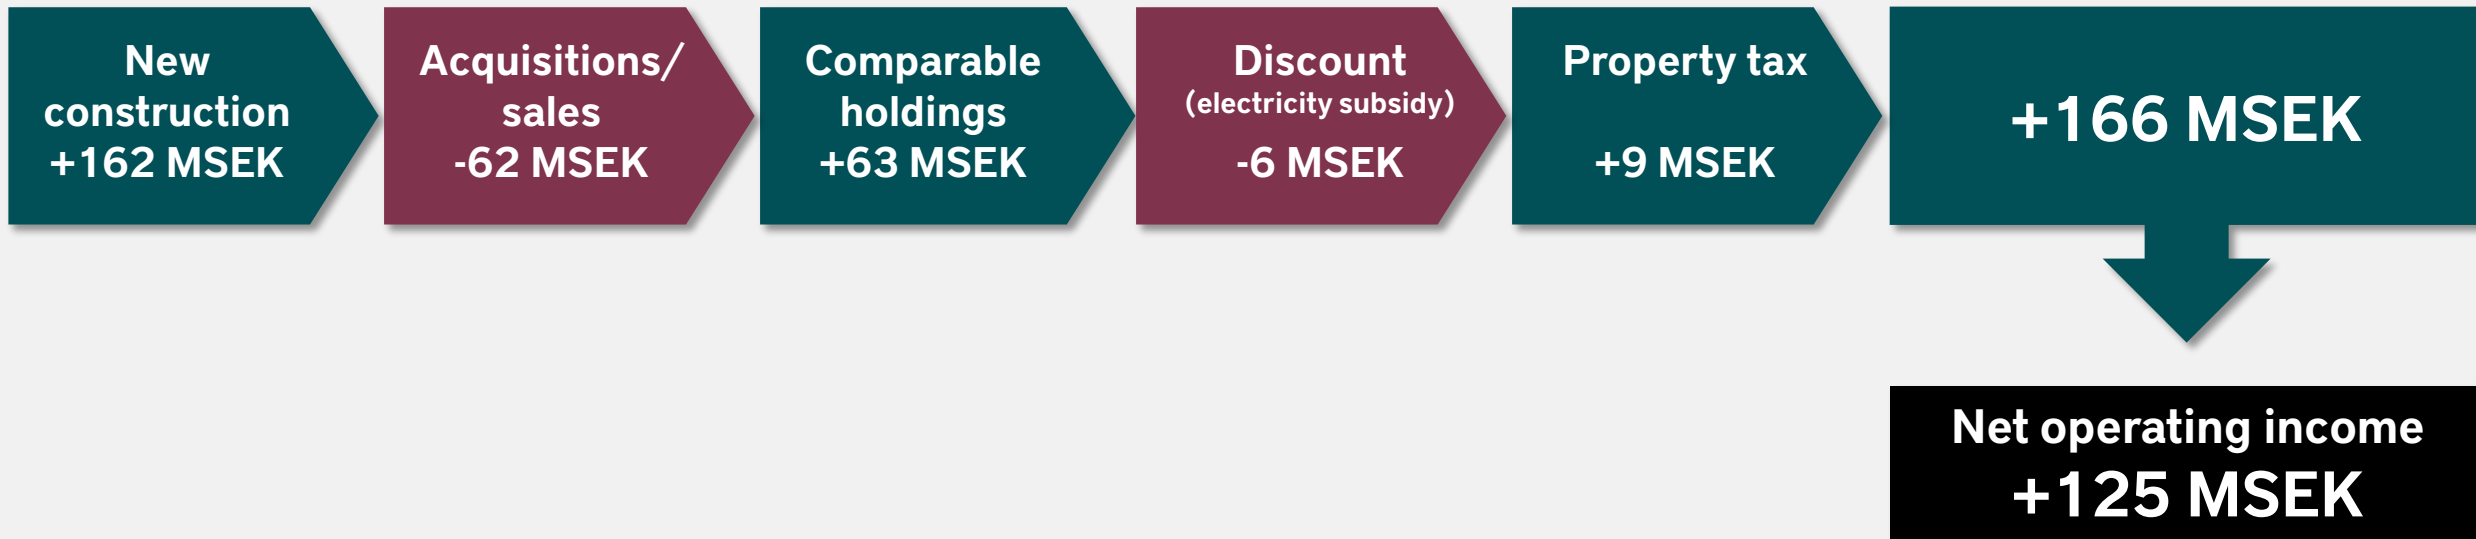 New
construction
+162 MSEK
Acquisitions/
sales
-62 MSEK
Comparable
holdings
+63 MSEK
Discount
(electricity subsidy)
-6 MSEK
Property tax
+9 MSEK
+166 MSEK
Net operating income
+125 MSEK